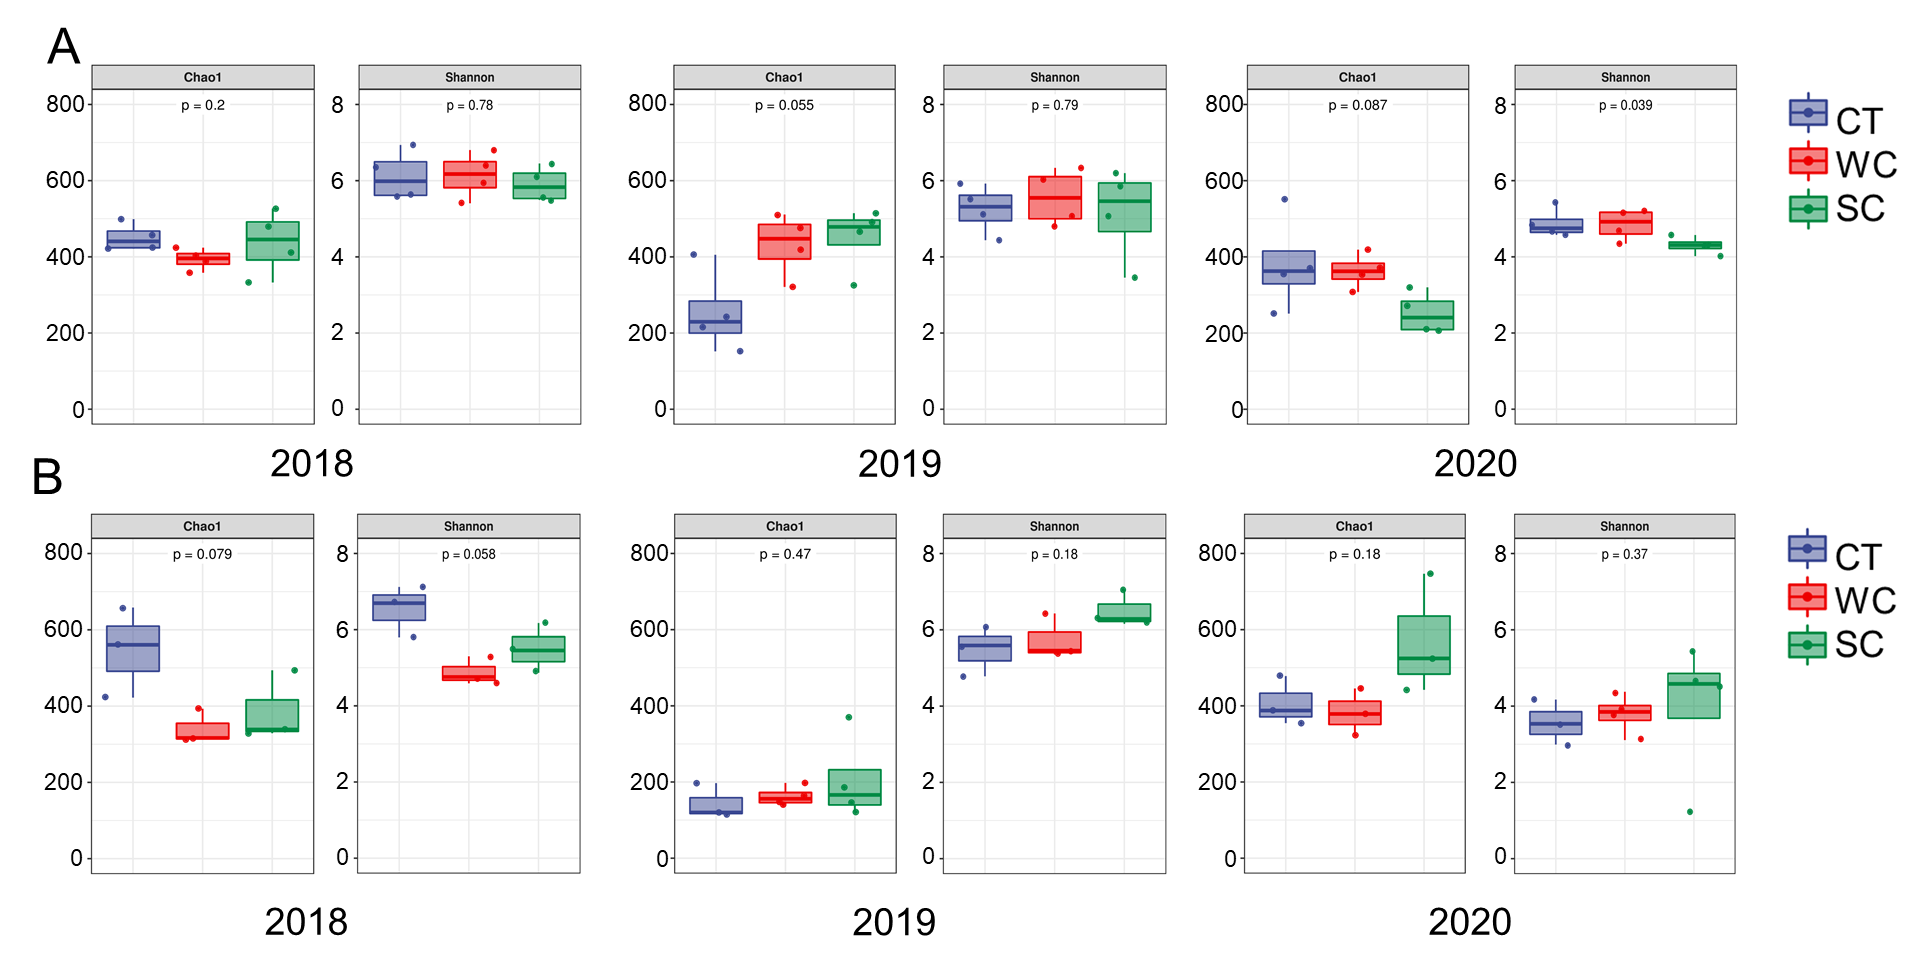 A
Chao1
p = 0.2
800
600
400
200
0
Shannon
p = 0.78
8
6
4
2
0
2018
Chao1
p = 0.055
800
600
400
200
0
Shannon
p = 0.79
8
6
4
2
0
2019
Chao1
p = 0.087
800
600
400
200
0
Shannon
p = 0.039
8
6
4
2
0
2020
CT
WC
SC
B
Chao1
p = 0.079
800
600
400
200
0
Shannon
p = 0.058
8
6
4
2
0
2018
Chao1
p = 0.47
800
600
400
200
0
Shannon
p = 0.18
8
6
4
2
0
2019
Chao1
p = 0.18
800
600
400
200
0
Shannon
p = 0.37
8
6
4
2
0
2020
CT
WC
SC